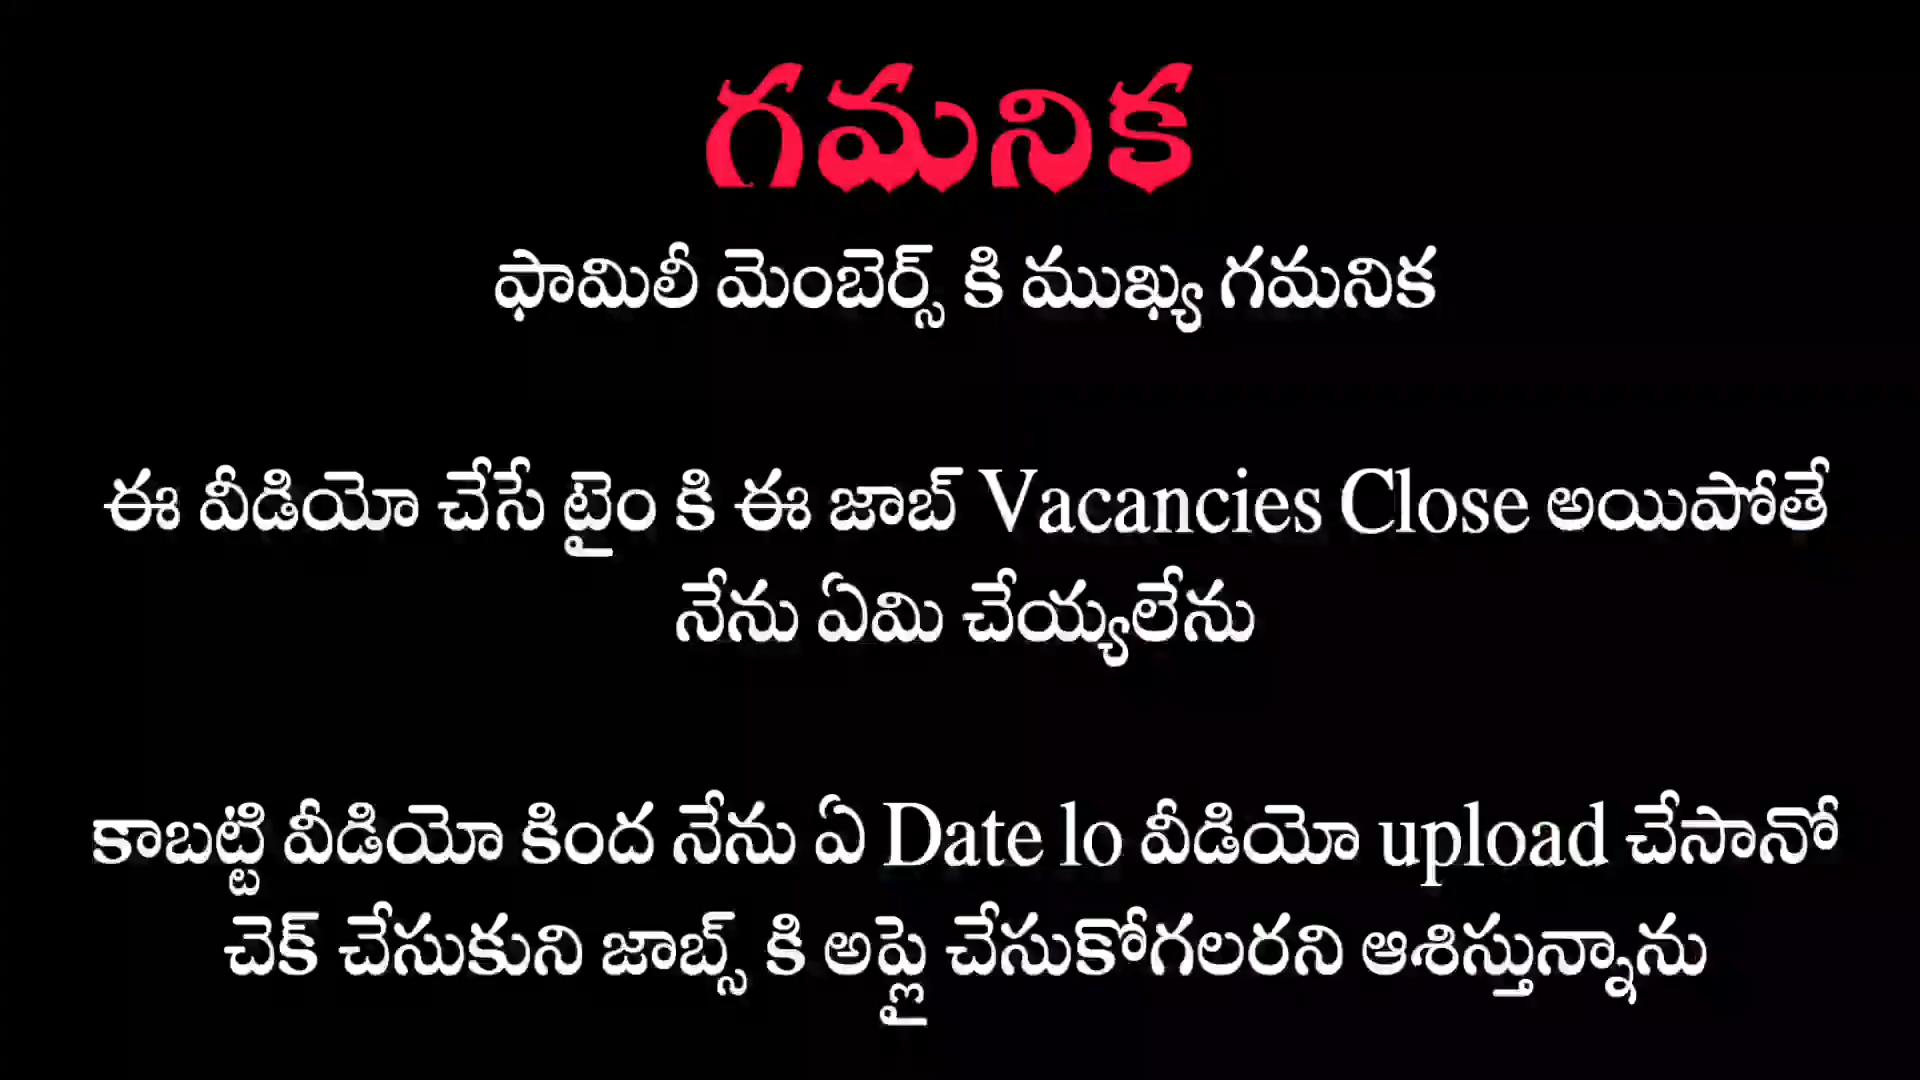 గమనిక
ఫామిలీ మెంబెర్స్ కి ముఖ్య గమనిక
ఈ వీడియో చేసే టైం కి ఈ జాబ్ Vacancies Close అయిపోతే
నేను ఏమి చేయ్యలేను
కాబట్టి వీడియో కింద నేను ఏ Date lo వీడియో upload చేసానో
చెక్ చేసుకుని జాబ్స్ కి అప్లై చేసుకోగలరని ఆశిస్తున్నాను